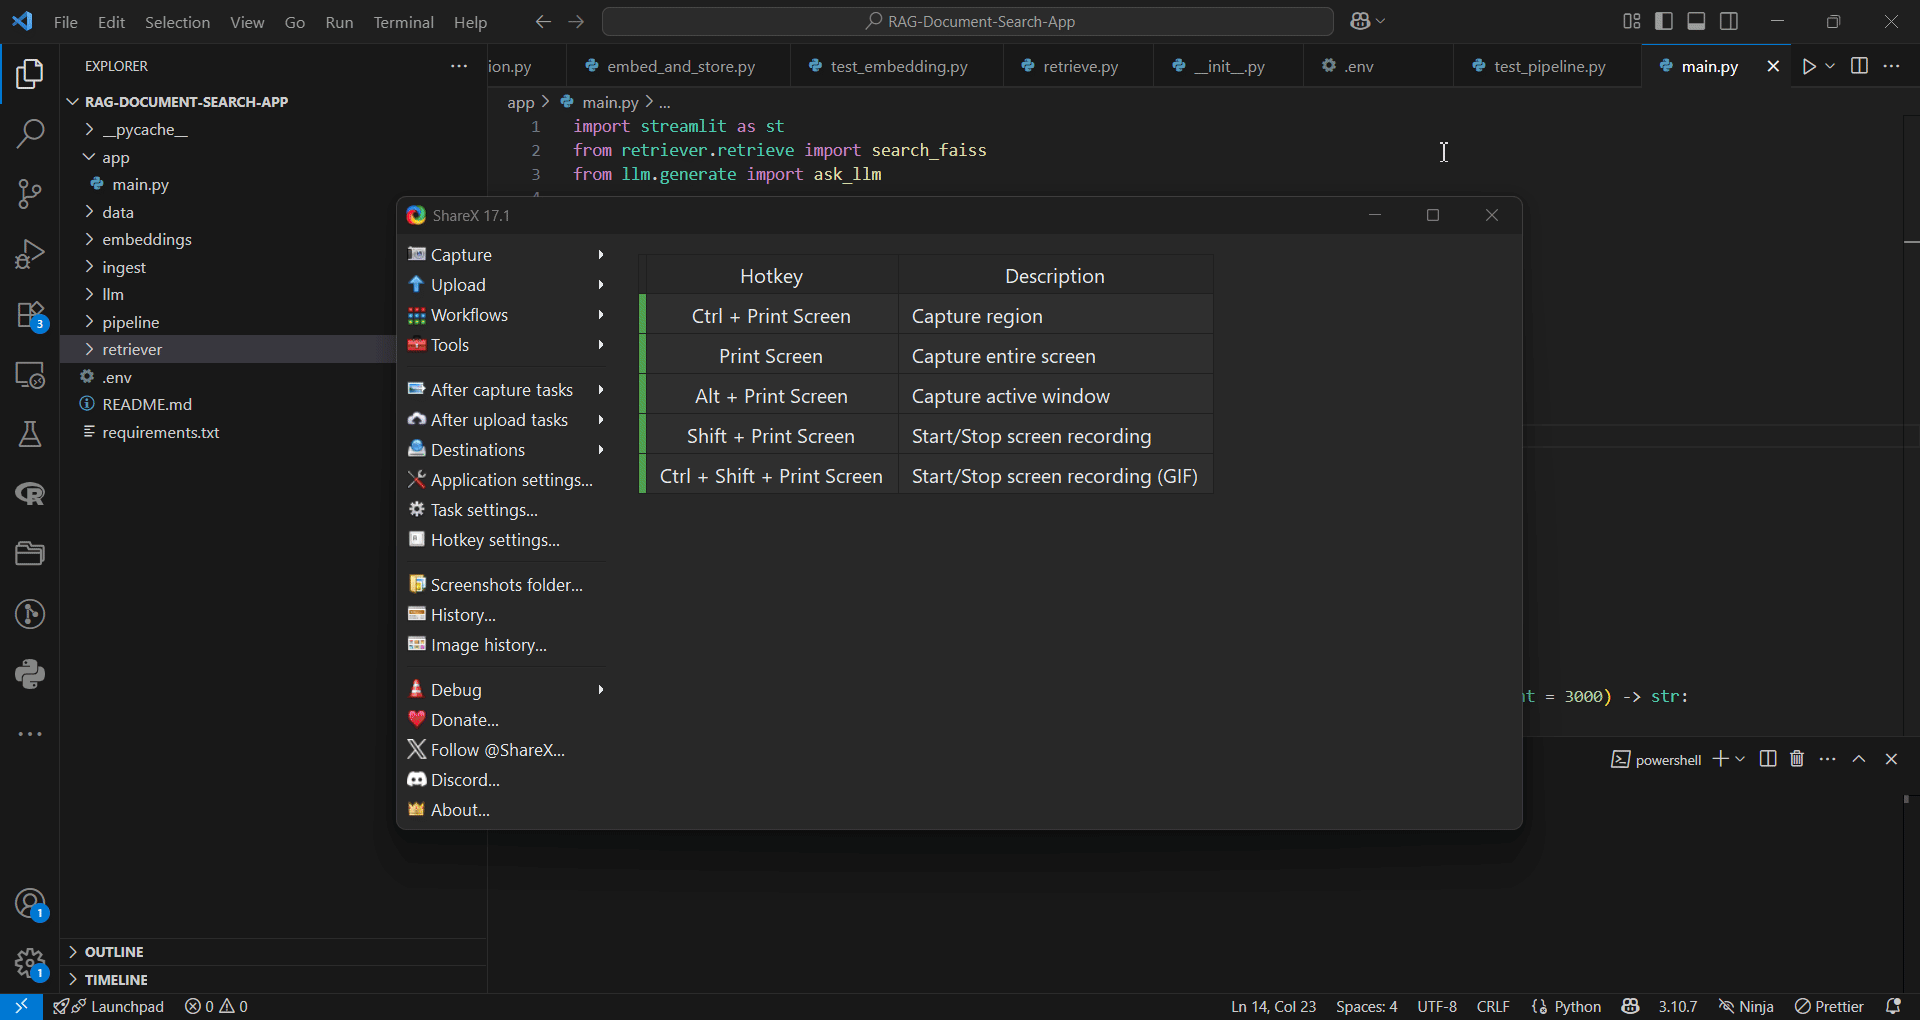 File Edit Selection View Go Run Terminal Help
RAG-Document-Search-App
EXPLORER
ion.py embed_and_store.py test_embedding.py retrieve.py __init__.py .env test_pipeline.py main.py
RAG-DOCUMENT-SEARCH-APP
__pycache__
app
main.py
data
embeddings
ingest
llm
pipeline
retriever
.env
README.md
requirements.txt
OUTLINE
TIMELINE
3
1
1
app > main.py > ...
1 import streamlit as st
2 from retriever.retrieve import search_faiss
3 from llm.generate import ask_llm
ShareX 17.1
Capture
Upload
Workflows
Tools
After capture tasks
After upload tasks
Destinations
Application settings...
Task settings...
Hotkey settings...
Screenshots folder...
History...
Image history...
Debug
Donate...
Follow @ShareX...
Discord...
About...
Hotkey Description
Ctrl + Print Screen Capture region
Print Screen Capture entire screen
Alt + Print Screen Capture active window
Shift + Print Screen Start/Stop screen recording
Ctrl + Shift + Print Screen Start/Stop screen recording (GIF)
nt = 3000) -> str:
powershell
Launchpad 0 0
Ln 14, Col 23 Spaces: 4 UTF-8 CRLF Python 3.10.7 Ninja Prettier